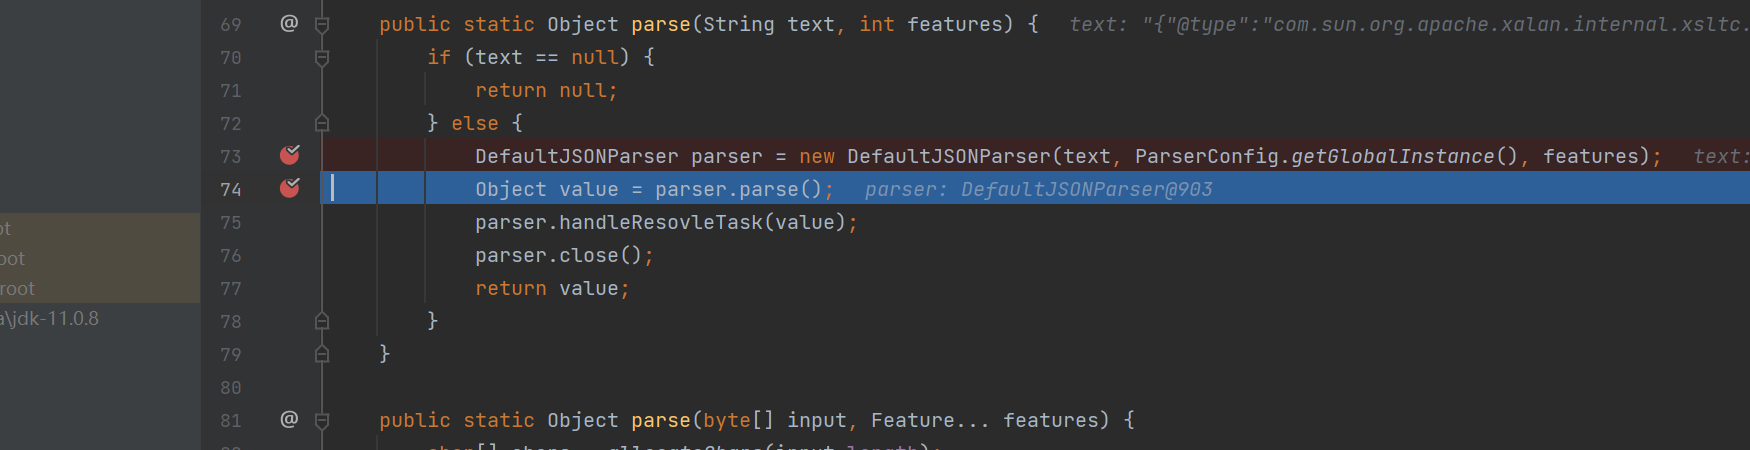 69 @ public static Object parse(String text, int features) { text: "{"@type":"com.sun.org.apache.xalan.internal.xsltc.
70 if (text == null) {
71 return null;
72 } else {
73 DefaultJSONParser parser = new DefaultJSONParser(text, ParserConfig.getGlobalInstance(), features); text:
74 Object value = parser.parse(); parser: DefaultJSONParser@903
75 parser.handleResovleTask(value);
ot
76 parser.close();
oot
77 return value;
root
78 }
a\jdk-11.0.8
79 }
80
81 @ public static Object parse(byte[] input, Feature... features) {